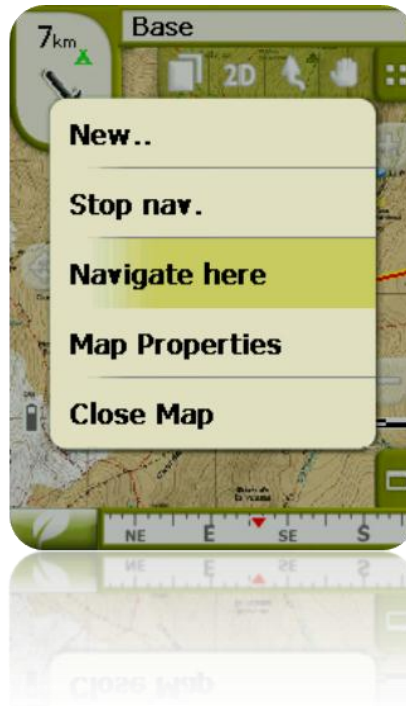 7km
Base
2D
New..
Stop nav.
Navigate here
Map Properties
Close Map
NE E SE S